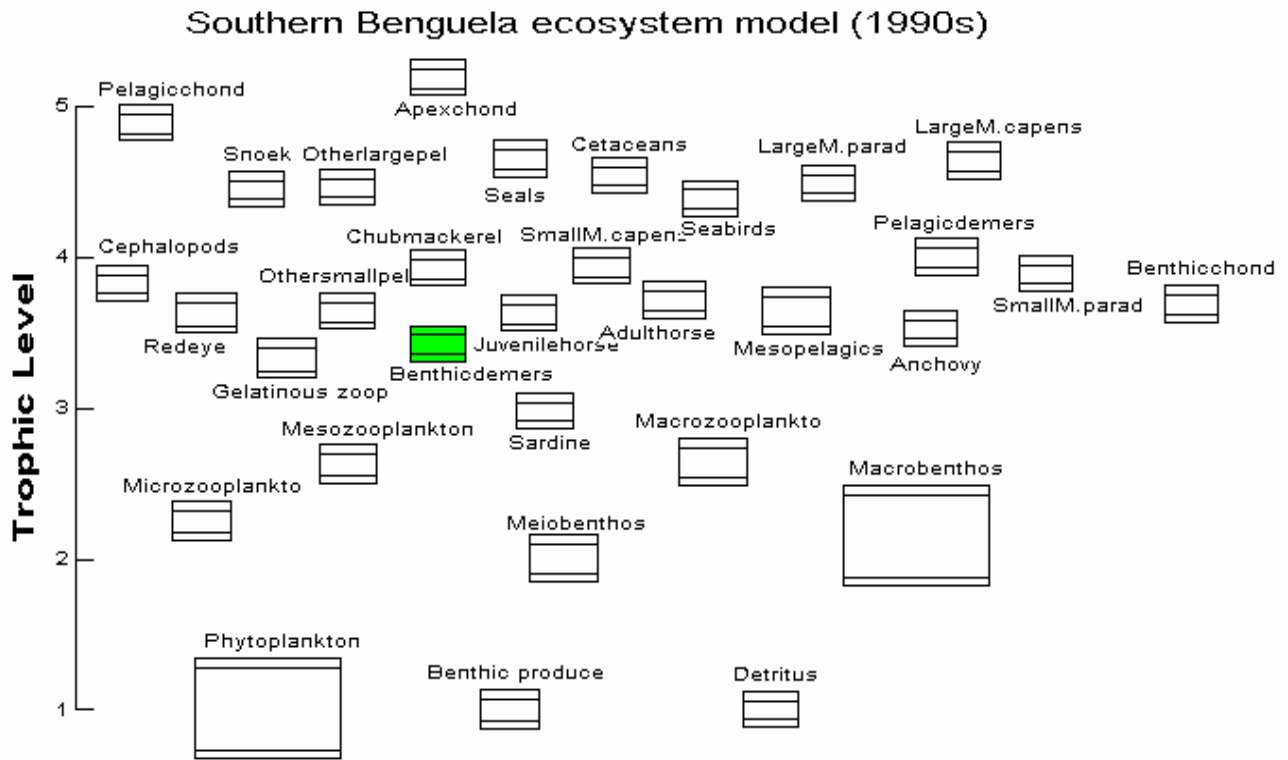 Southern Benguela ecosystem model (1990s)
Trophic Level
5
4
3
2
1
Pelagicchond
Apexchond
Snoek
Otherlargepel
Seals
Cetaceans
Seabirds
LargeM.parad
LargeM.capens
Cephalopods
Chubmackerel
SmallM.capens
Pelagicdemers
SmallM.parad
Benthicchond
Redeye
Othersmallpel
Juvenilehorse
Adulthorse
Mesopelagics
Anchovy
Gelatinous zoop
Benthicdemers
Mesozooplankton
Sardine
Macrozooplankto
Macrobenthos
Microzooplankto
Meiobenthos
Phytoplankton
Benthic produce
Detritus